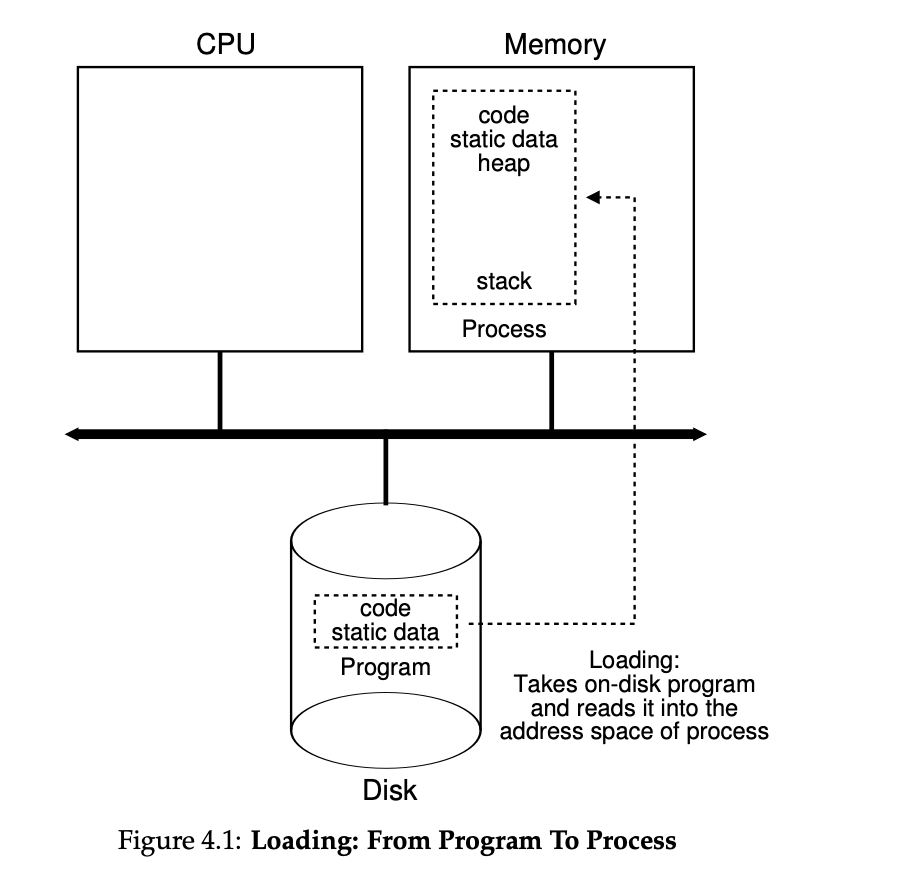 CPU
Memory
code
static data
heap
stack
Process
code
static data
Program
Loading:
Takes on-disk program
and reads it into the
address space of process
Disk
Figure 4.1: Loading: From Program To Process